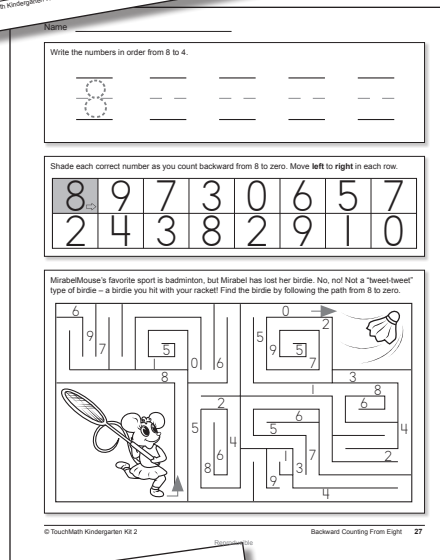 th Kindergarten
Name
Write the numbers in order from 8 to 4.
8
Shade each correct number as you count backward from 8 to zero. Move left to right in each row.
8 9 7 3 0 6 5 7
2 4 3 8 2 9 1 0
MirabelMouse's favorite sport is badminton, but Mirabel has lost her birdie. No, no! Not a “tweet-tweet”
type of birdie – a birdie you hit with your racket! Find the birdie by following the path from 8 to zero.
6 0
2
9 5
7 5 9 5
1 0 6 7
8 3
1 8
2 6
6
5 5 4
4
6 1 7 2
8 3
9
4
© TouchMath Kindergarten Kit 2 Backward Counting From Eight 27
Reproducible